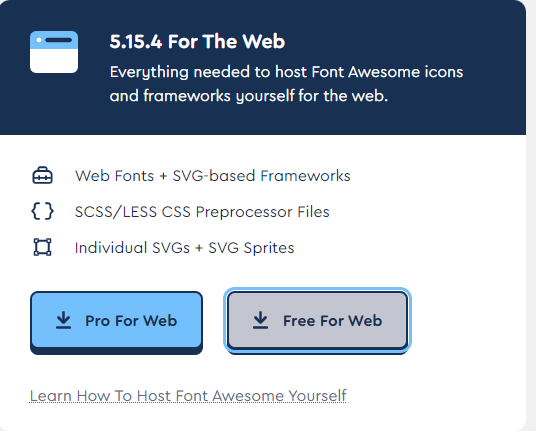 5.15.4 For The Web
Everything needed to host Font Awesome icons
and frameworks yourself for the web.
Web Fonts + SVG-based Frameworks
SCSS/LESS CSS Preprocessor Files
Individual SVGs + SVG Sprites
Pro For Web
Free For Web
Learn How To Host Font Awesome Yourself